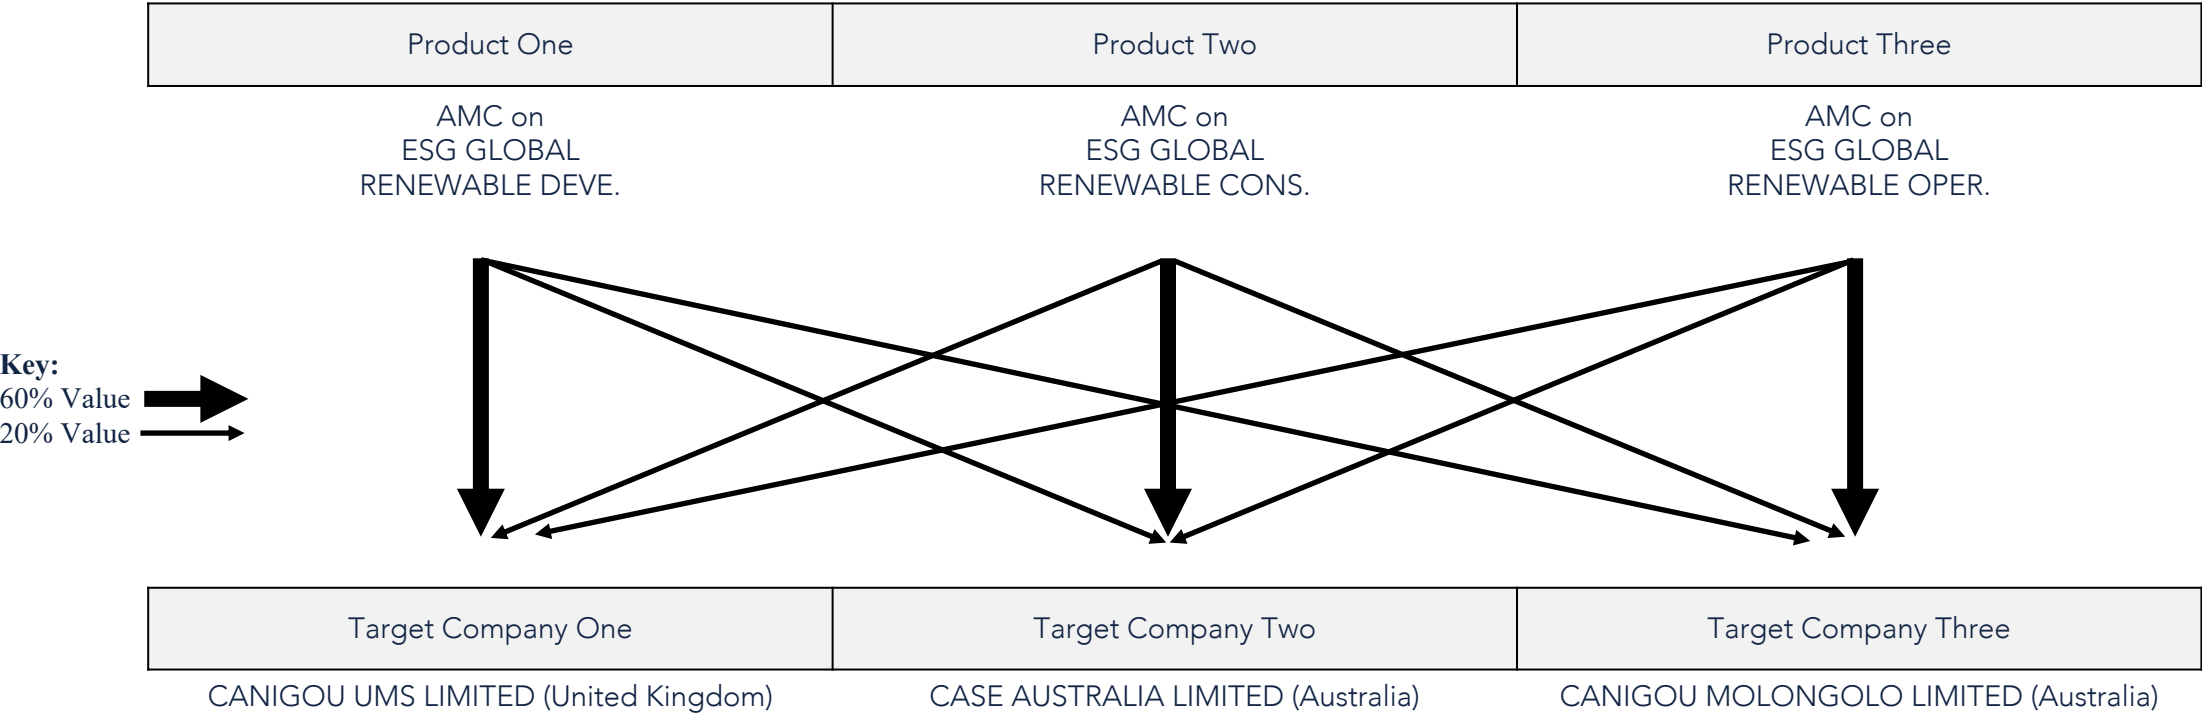 Product One
Product Two
Product Three
AMC on
ESG GLOBAL
RENEWABLE DEVE.
AMC on
ESG GLOBAL
RENEWABLE CONS.
AMC on
ESG GLOBAL
RENEWABLE OPER.
Key:
60% Value
20% Value
Target Company One
Target Company Two
Target Company Three
CANIGOU UMS LIMITED (United Kingdom)
CASE AUSTRALIA LIMITED (Australia)
CANIGOU MOLONGOLO LIMITED (Australia)